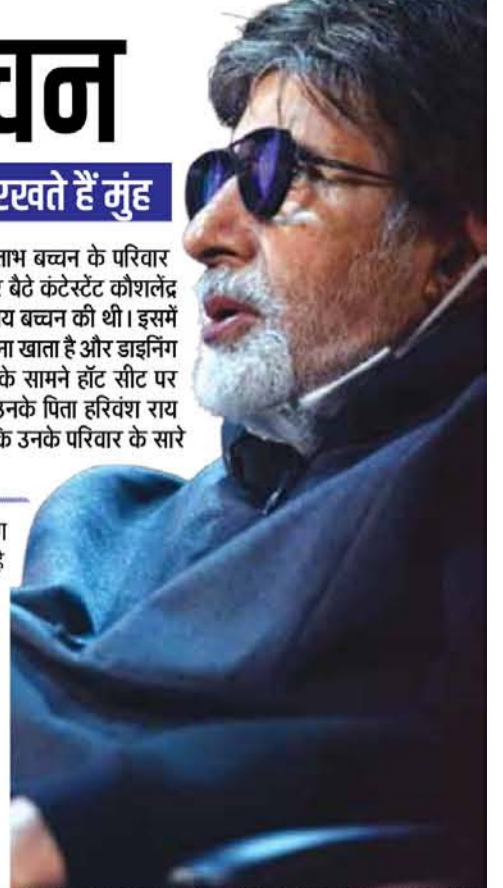 चन
रखते हैं मुंह
नाभ बच्चन के परिवार
बैठे कंटेस्टेंट कौशलेंद्र
य बच्चन की थी। इसमें
ना खाता है और डाइनिंग
के सामने हॉट सीट पर
उनके पिता हरिवंश राय
के उनके परिवार के सारे